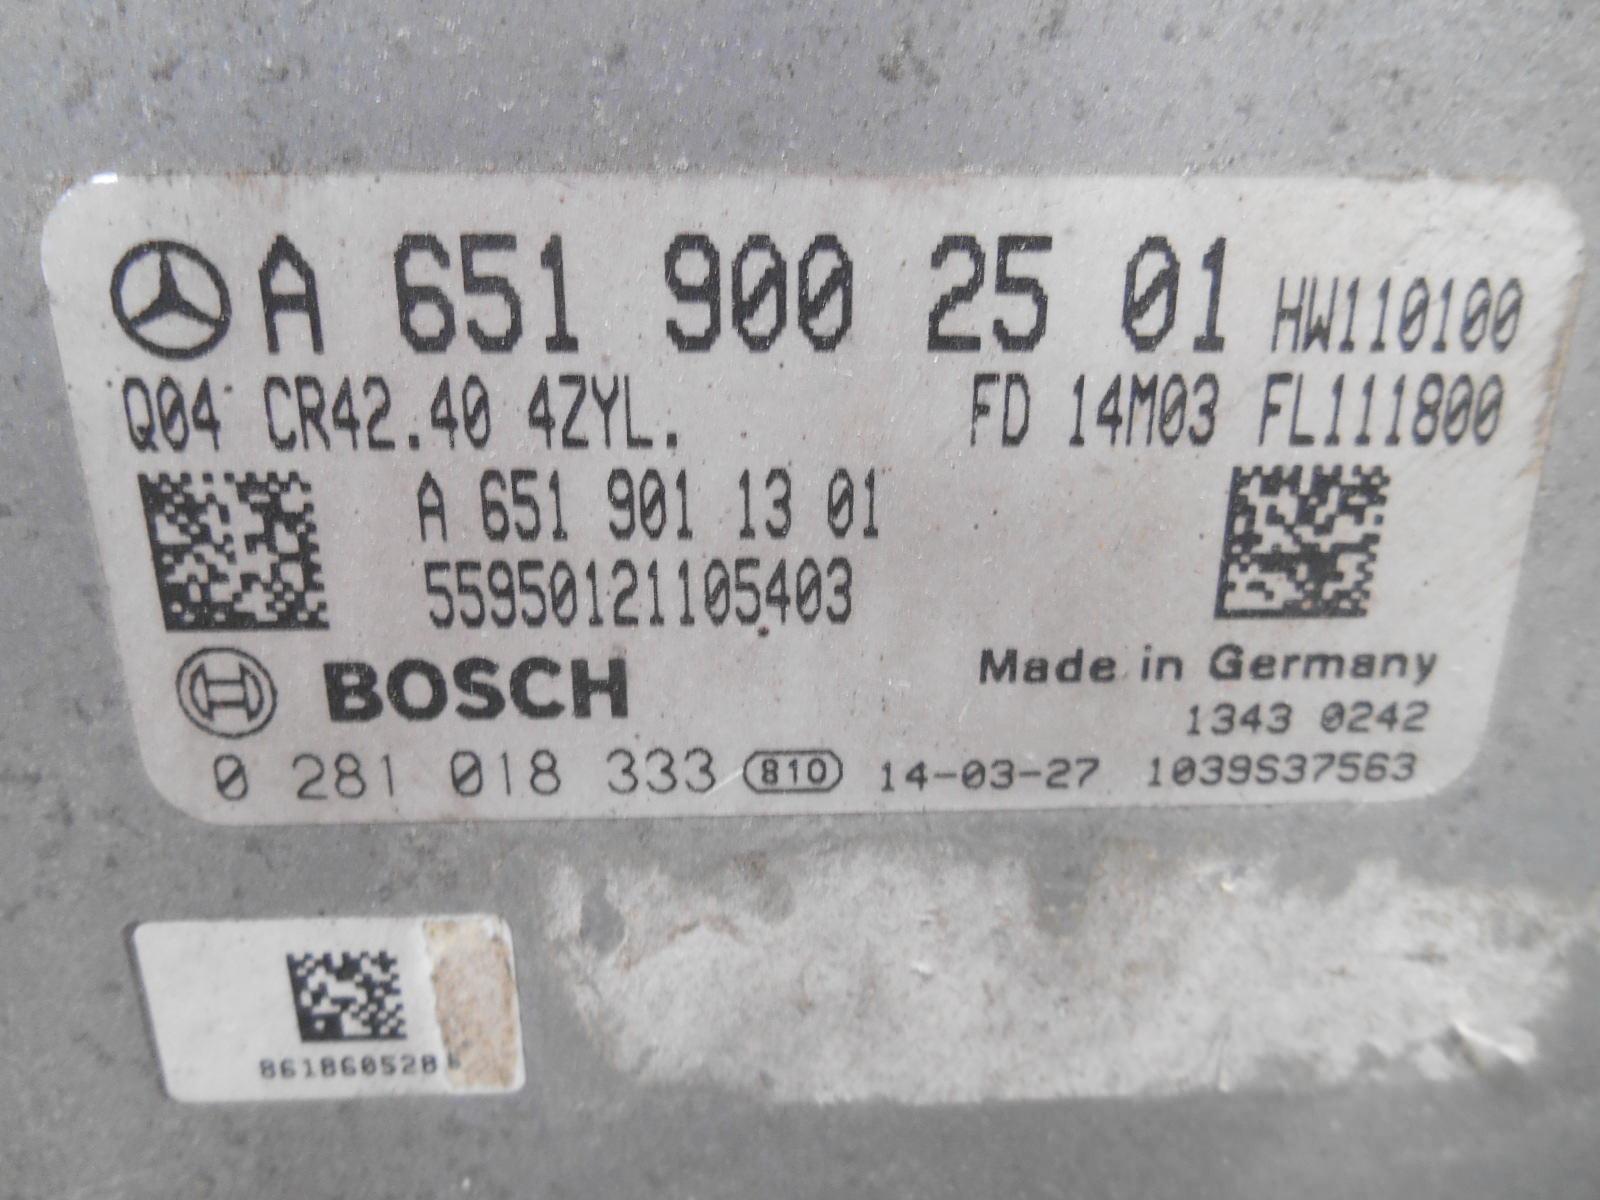 A 651 900 25 01 HW110100
Q04 CR42.40 4ZYL. FD 14M03 FL111800
A 651 901 13 01
55950121105403
BOSCH
Made in Germany
1343 0242
0 281 018 333 810 14-03-27 1039S37563
861860528